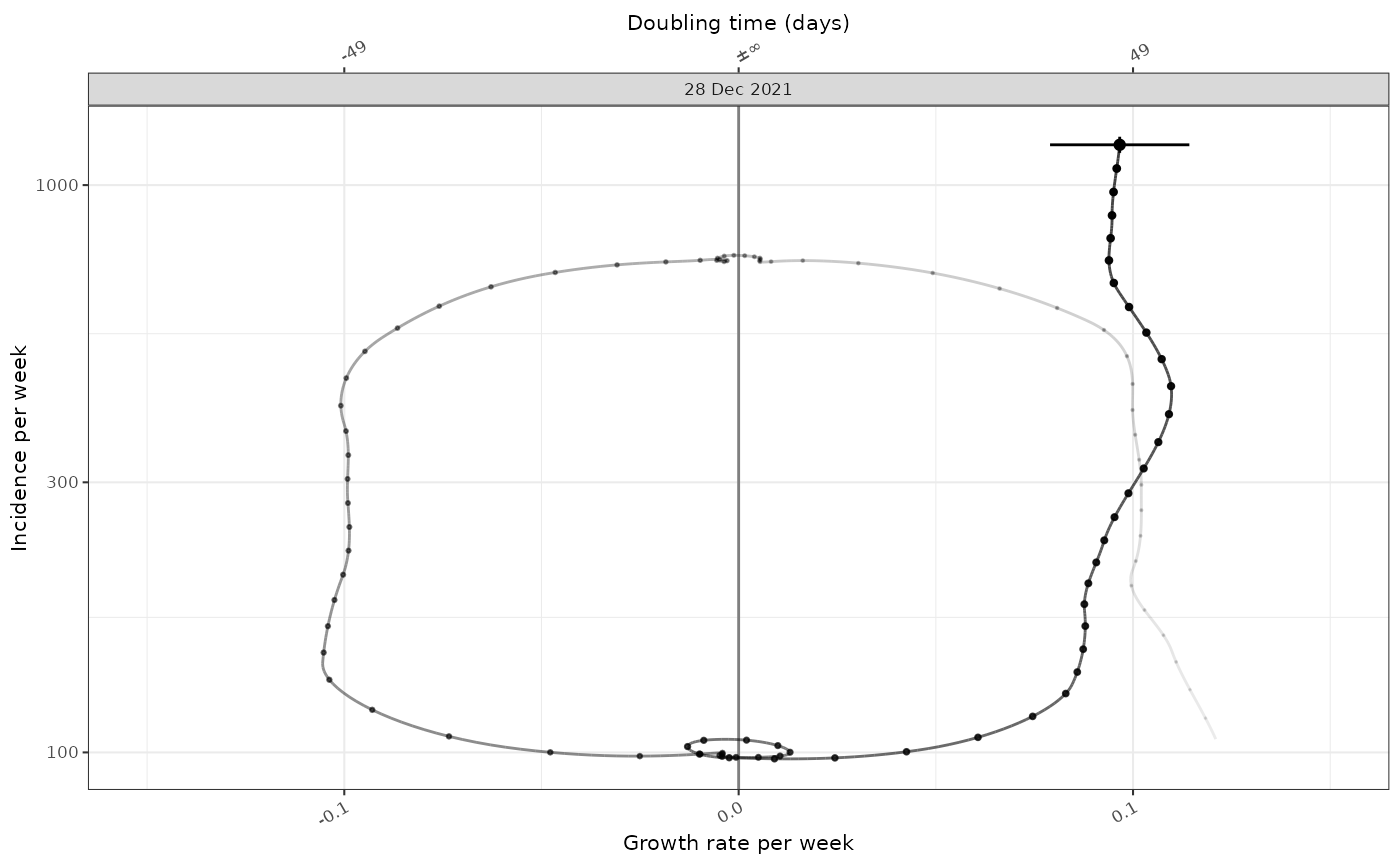 Doubling time (days)
-49
±∞
49
28 Dec 2021
1000
300
100
Incidence per week
-0.1
0.0
0.1
Growth rate per week